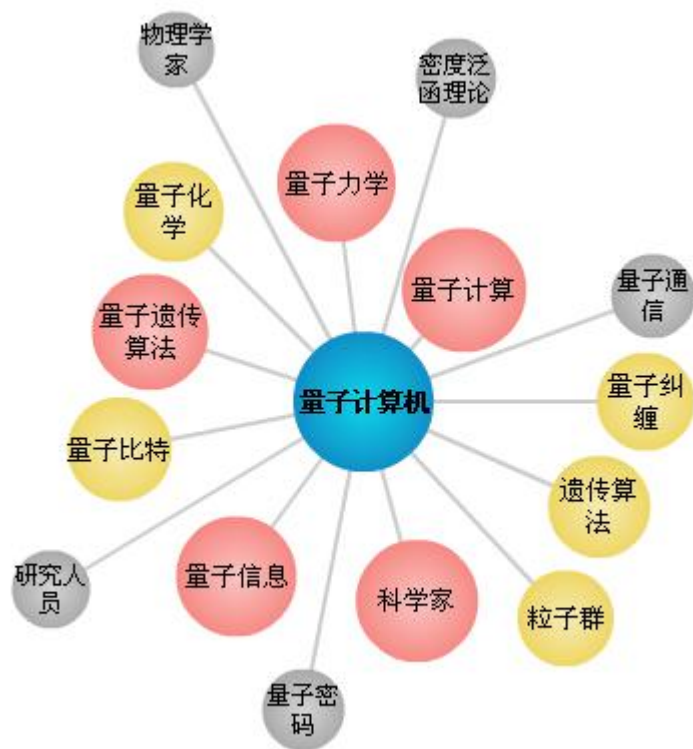 物理学
家
密度泛
函理论
量子力学
量子化
学
量子计算
量子通
信
量子遗传
算法
量子计算机
量子纠
缠
量子比特
遗传算
法
研究人
员
量子信息
科学家
粒子群
量子密
码